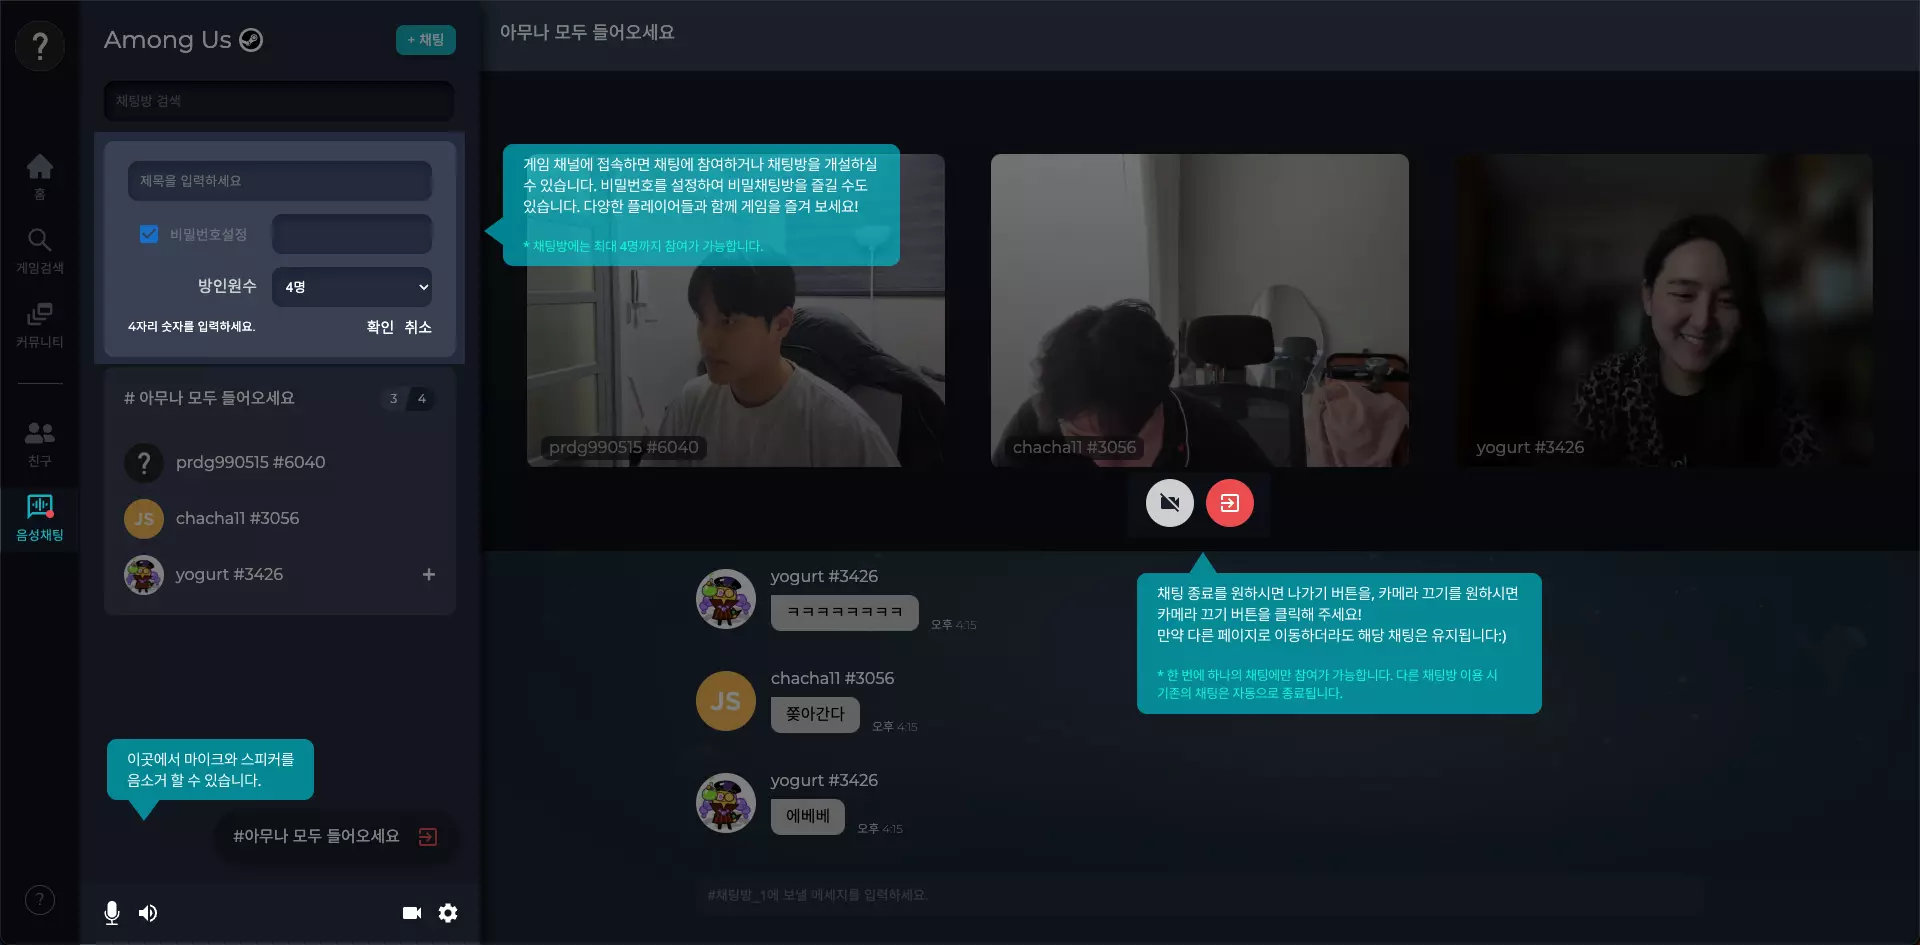 ?
홈
게임검색
커뮤니티
친구
음성채팅
?
Among Us
+ 채팅
채팅방 검색
제목을 입력하세요
비밀번호설정
방인원수
4명
4자리 숫자를 입력하세요.
확인 취소
# 아무나 모두 들어오세요
3 4
? prdg990515 #6040
JS chacha11 #3056
yogurt #3426 +
이곳에서 마이크와 스피커를
음소거 할 수 있습니다.
#아무나 모두 들어오세요
아무나 모두 들어오세요
게임 채널에 접속하면 채팅에 참여하거나 채팅방을 개설하실
수 있습니다. 비밀번호를 설정하여 비밀채팅방을 즐길 수도
있습니다. 다양한 플레이어들과 함께 게임을 즐겨 보세요!
* 채팅방에는 최대 4명까지 참여가 가능합니다.
prdg990515 #6040
chacha11 #3056
yogurt #3426
채팅 종료를 원하시면 나가기 버튼을, 카메라 끄기를 원하시면
카메라 끄기 버튼을 클릭해 주세요!
만약 다른 페이지로 이동하더라도 해당 채팅은 유지됩니다:)
* 한 번에 하나의 채팅에만 참여가 가능합니다. 다른 채팅방 이용 시
기존의 채팅은 자동으로 종료됩니다.
yogurt #3426
ㅋㅋㅋㅋㅋㅋㅋㅋ
오후 4:15
JS
chacha11 #3056
쫒아간다
오후 4:15
yogurt #3426
에베베
오후 4:15
#채팅방_1에 보낼 메세지를 입력하세요.